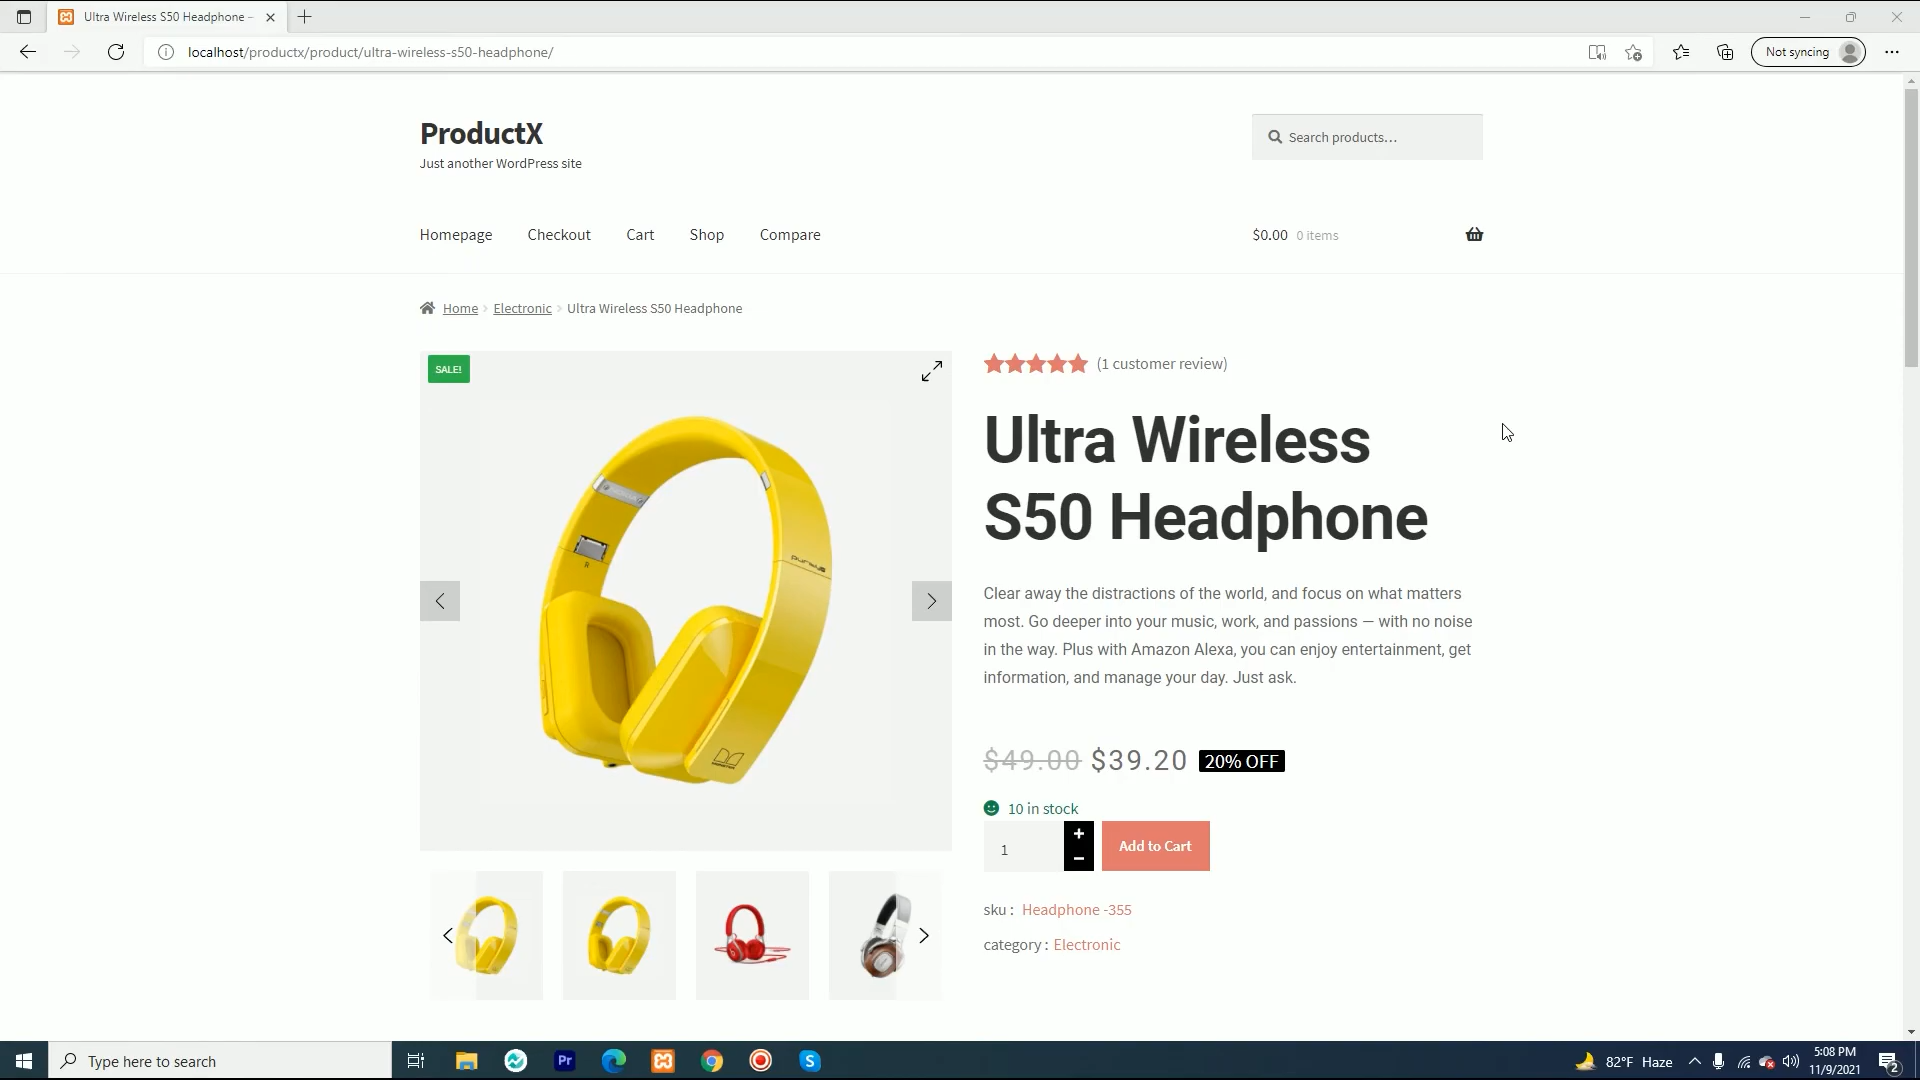 Ultra Wireless S50 Headphone –
localhost/productx/product/ultra-wireless-s50-headphone/
Not syncing
ProductX
Just another WordPress site
Search products…
Homepage
Checkout
Cart
Shop
Compare
$0.00 0 items
Home
Electronic
Ultra Wireless S50 Headphone
SALE!
(1 customer review)
Ultra Wireless
S50 Headphone
Clear away the distractions of the world, and focus on what matters
most. Go deeper into your music, work, and passions — with no noise
in the way. Plus with Amazon Alexa, you can enjoy entertainment, get
information, and manage your day. Just ask.
$49.00 $39.20 20% OFF
10 in stock
1
+
−
Add to Cart
sku : Headphone -355
category : Electronic
R
Type here to search
Pr
S
82°F Haze
5:08 PM
11/9/2021
2